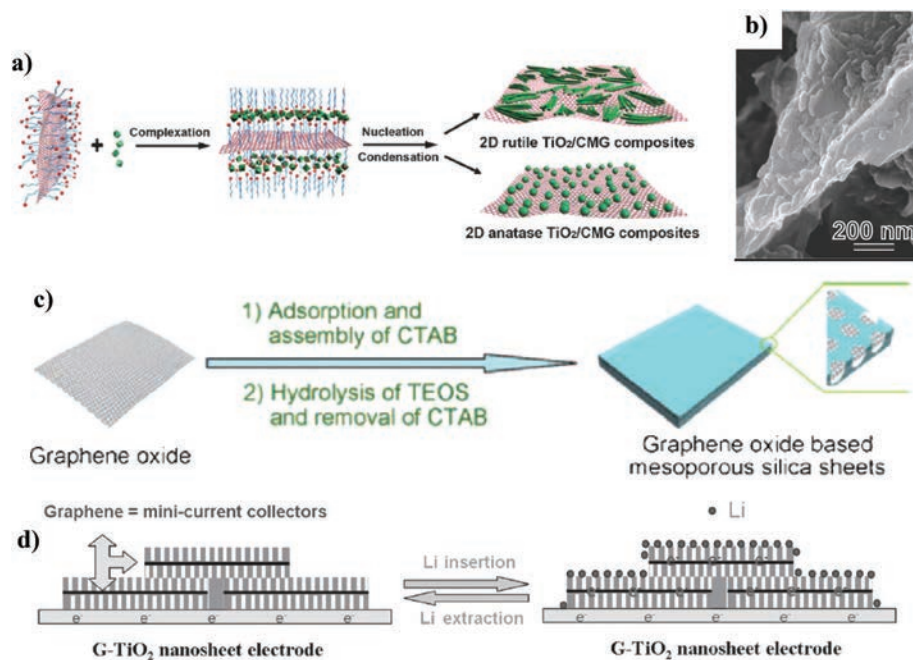 a)
Complexation
Nucleation
Condensation
2D rutile TiO₂/CMG composites
2D anatase TiO₂/CMG composites
b)
200 nm
c)
1) Adsorption and
assembly of CTAB
2) Hydrolysis of TEOS
and removal of CTAB
Graphene oxide
Graphene oxide based
mesoporous silica sheets
Graphene = mini-current collectors
Li
d)
Li insertion
Li extraction
e⁻ e⁻ e⁻ e⁻ e⁻
e⁻ e⁻ e⁻ e⁻ e⁻
G-TiO₂ nanosheet electrode
G-TiO₂ nanosheet electrode